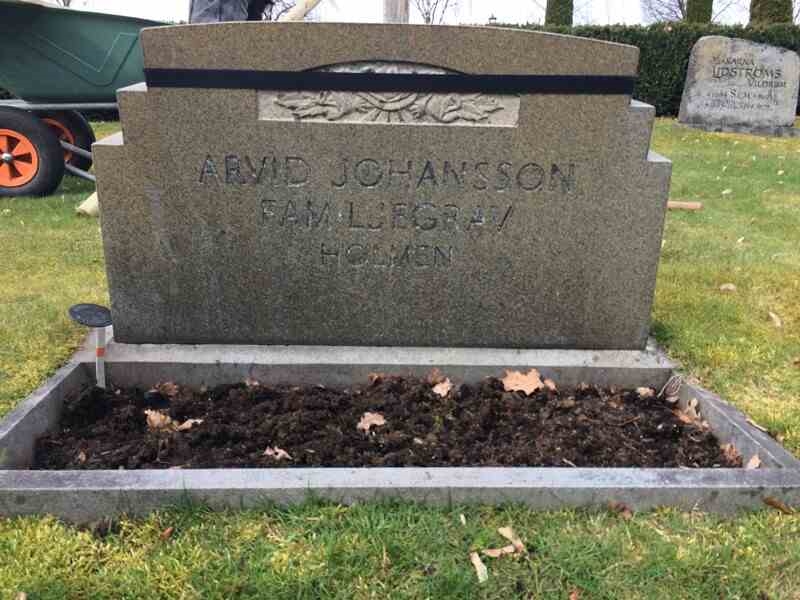 ARVID JOHANSSON
FAMILJEGRAV
HOLMEN
LIDSTRÖMS